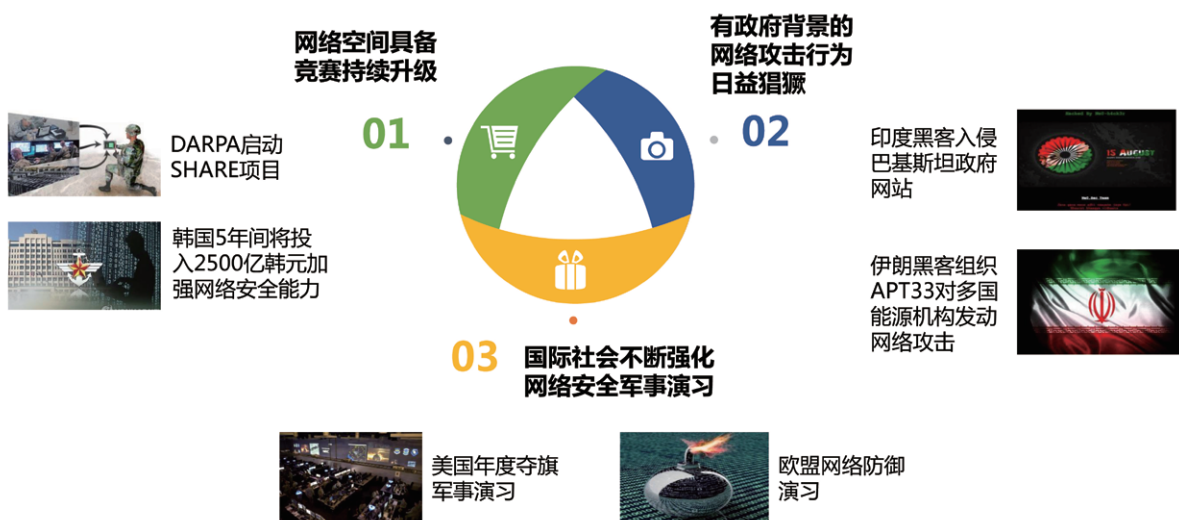 网络空间具备
竞赛持续升级
01
DARPA启动
SHARE项目
韩国5年间将投
入2500亿韩元加
强网络安全能力
有政府背景的
网络攻击行为
日益猖獗
02
印度黑客入侵
巴基斯坦政府
网站
15 AUGUST
伊朗黑客组织
APT33对多国
能源机构发动
网络攻击
03
国际社会不断强化
网络安全军事演习
美国年度夺旗
军事演习
欧盟网络防御
演习